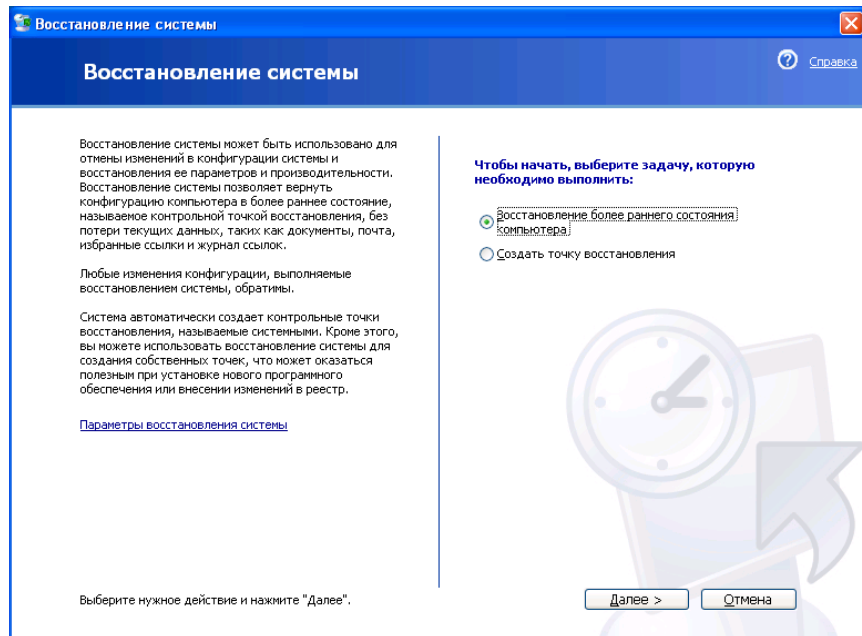 Восстановление системы
Восстановление системы
Справка
Восстановление системы может быть использовано для
отмены изменений в конфигурации системы и
восстановления ее параметров и производительности.
Восстановление системы позволяет вернуть
конфигурацию компьютера в более раннее состояние,
называемое контрольной точкой восстановления, без
потери текущих данных, таких как документы, почта,
избранные ссылки и журнал ссылок.
Любые изменения конфигурации, выполняемые
восстановлением системы, обратимы.
Система автоматически создает контрольные точки
восстановления, называемые системными. Кроме этого,
вы можете использовать восстановление системы для
создания собственных точек, что может оказаться
полезным при установке нового программного
обеспечения или внесении изменений в реестр.
Параметры восстановления системы
Чтобы начать, выберите задачу, которую
необходимо выполнить:
Восстановление более раннего состояния
компьютера
Создать точку восстановления
Выберите нужное действие и нажмите "Далее".
Далее >
Отмена